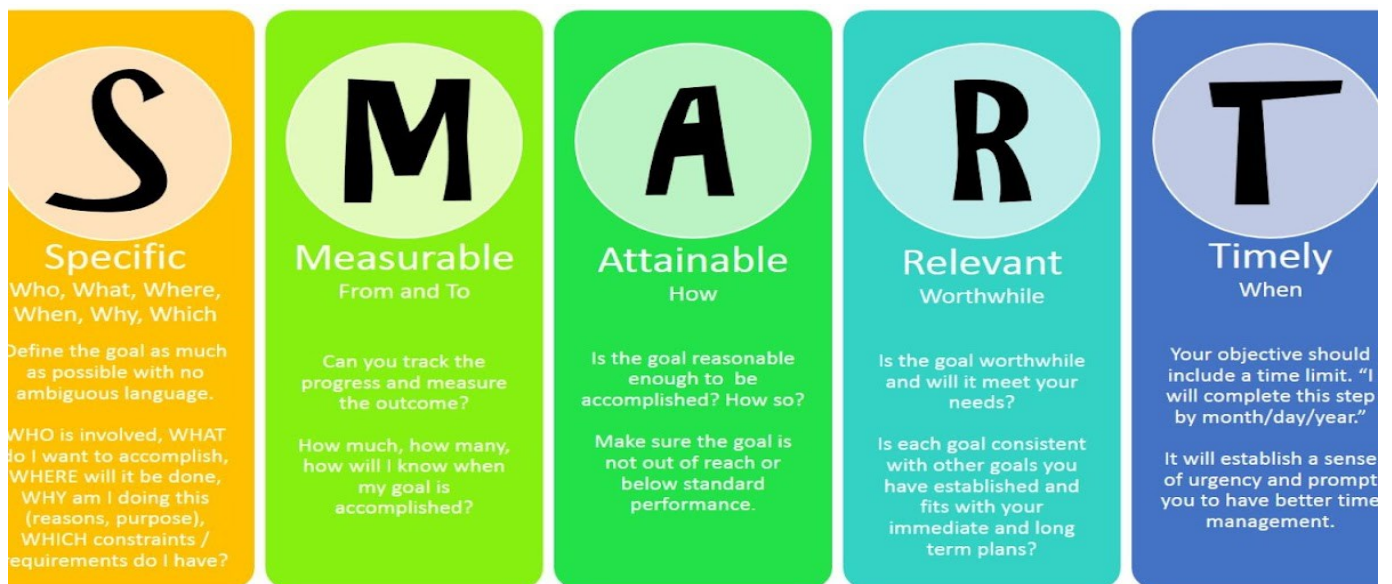 S
Specific
Who, What, Where,
When, Why, Which
Define the goal as much
as possible with no
ambiguous language.
WHO is involved, WHAT
do I want to accomplish,
WHERE will it be done,
WHY am I doing this
(reasons, purpose),
WHICH constraints /
requirements do I have?
M
Measurable
From and To
Can you track the
progress and measure
the outcome?
How much, how many,
how will I know when
my goal is
accomplished?
A
Attainable
How
Is the goal reasonable
enough to be
accomplished? How so?
Make sure the goal is
not out of reach or
below standard
performance.
R
Relevant
Worthwhile
Is the goal worthwhile
and will it meet your
needs?
Is each goal consistent
with other goals you
have established and
fits with your
immediate and long
term plans?
T
Timely
When
Your objective should
include a time limit. “I
will complete this step
by month/day/year.”
It will establish a sense
of urgency and prompt
you to have better time
management.